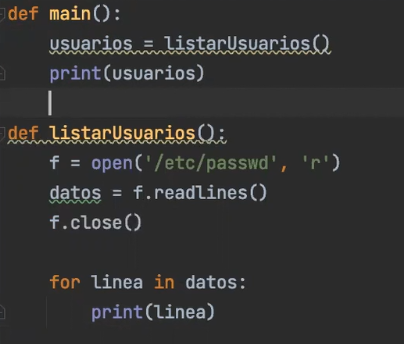 def main():
    usuarios = listarUsuarios()
    print(usuarios)
def listarUsuarios():
    f = open('/etc/passwd', 'r')
    datos = f.readlines()
    f.close()
    for linea in datos:
        print(linea)